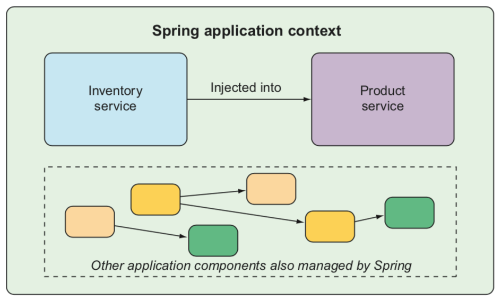 Spring application context
Inventory
service
Injected into
Product
service
Other application components also managed by Spring